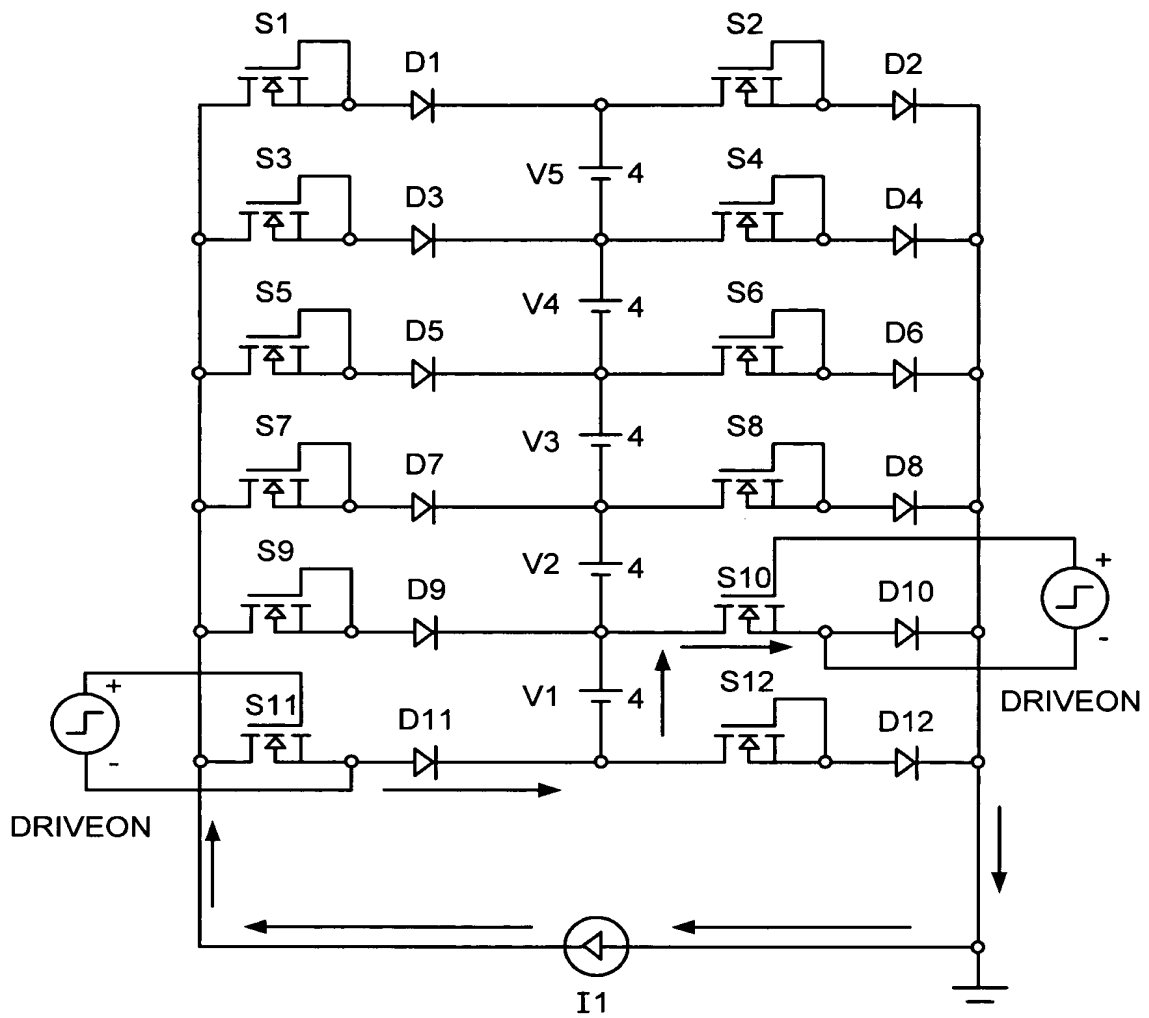 S1 S2
D1 D2
V5 4
S3 S4
D3 D4
V4 4
S5 S6
D5 D6
V3 4
S7 S8
D7 D8
V2 4
S9 S10
D9 D10
+
-
DRIVEON
V1 4
S11 S12
D11 D12
+
-
DRIVEON
I1